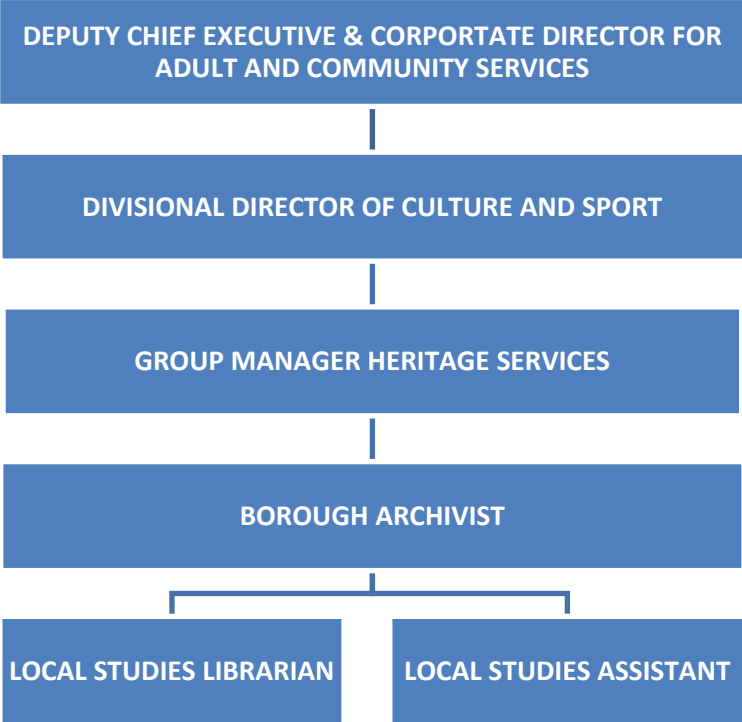 DEPUTY CHIEF EXECUTIVE & CORPORTATE DIRECTOR FOR
ADULT AND COMMUNITY SERVICES
DIVISIONAL DIRECTOR OF CULTURE AND SPORT
GROUP MANAGER HERITAGE SERVICES
BOROUGH ARCHIVIST
LOCAL STUDIES LIBRARIAN
LOCAL STUDIES ASSISTANT